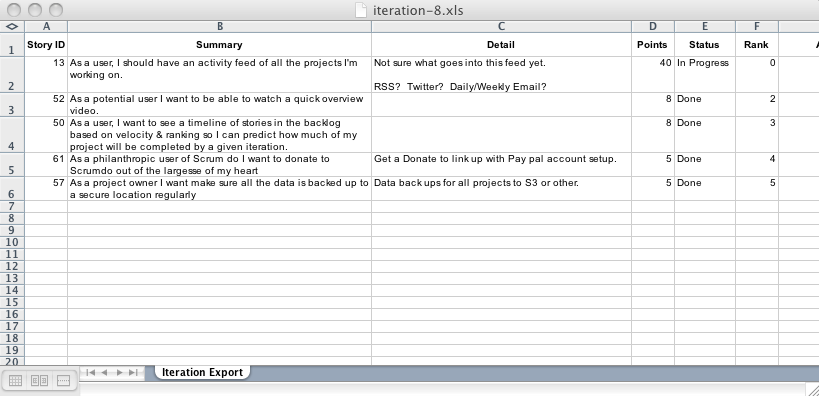 iteration-8.xls
<> A B C D E F
1 Story ID Summary Detail Points Status Rank A
2 13 As a user, I should have an activity feed of all the projects I'm Not sure what goes into this feed yet. 40 In Progress 0
working on.
RSS? Twitter? Daily/Weekly Email?
3 52 As a potential user I want to be able to watch a quick overview 8 Done 2
video.
4 50 As a user, I want to see a timeline of stories in the backlog 8 Done 3
based on velocity & ranking so I can predict how much of my
project will be completed by a given iteration.
5 61 As a philanthropic user of Scrum do I want to donate to Get a Donate to link up with Pay pal account setup. 5 Done 4
Scrumdo out of the largesse of my heart
6 57 As a project owner I want make sure all the data is backed up to Data back ups for all projects to S3 or other. 5 Done 5
a secure location regularly
7
8
9
10
11
12
13
14
15
16
17
18
19
20
Iteration Export